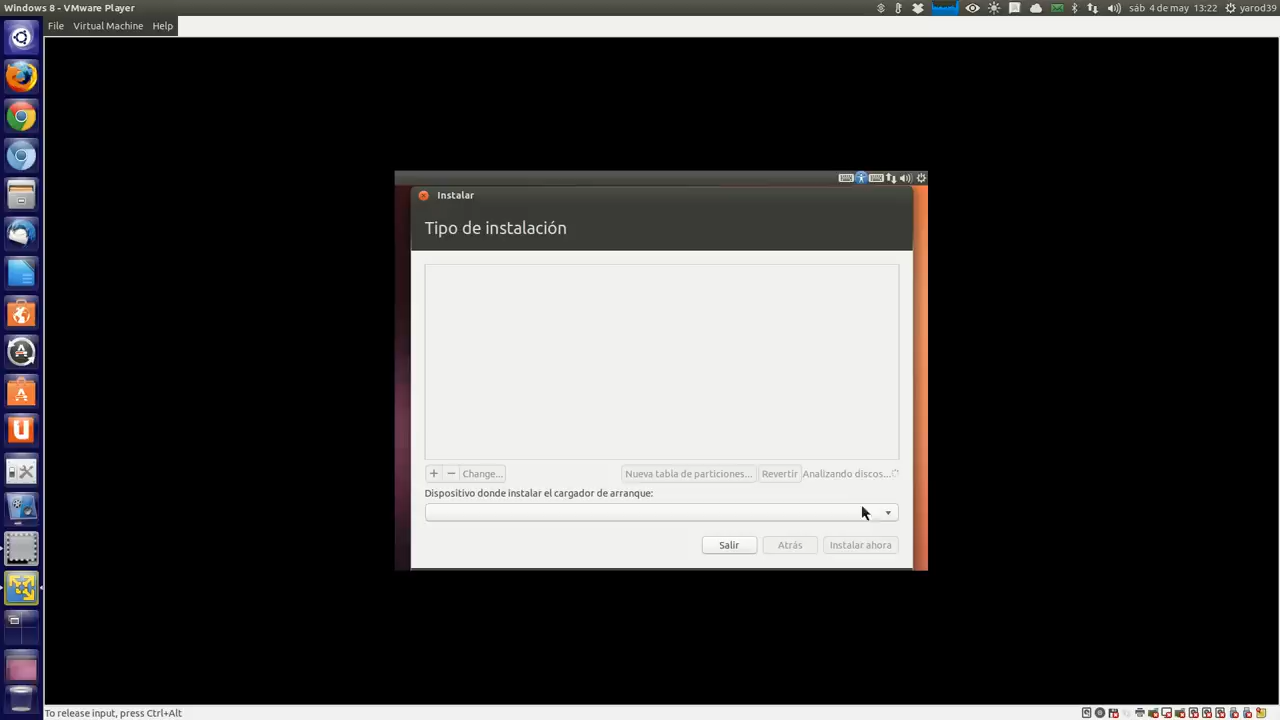 Windows 8 - VMware Player
sáb 4 de may 13:22 yarod39
File Virtual Machine Help
Instalar
Tipo de instalación
+ − Change... Nueva tabla de particiones... Revertir Analizando discos...
Dispositivo donde instalar el cargador de arranque:
Salir Atrás Instalar ahora
To release input, press Ctrl+Alt